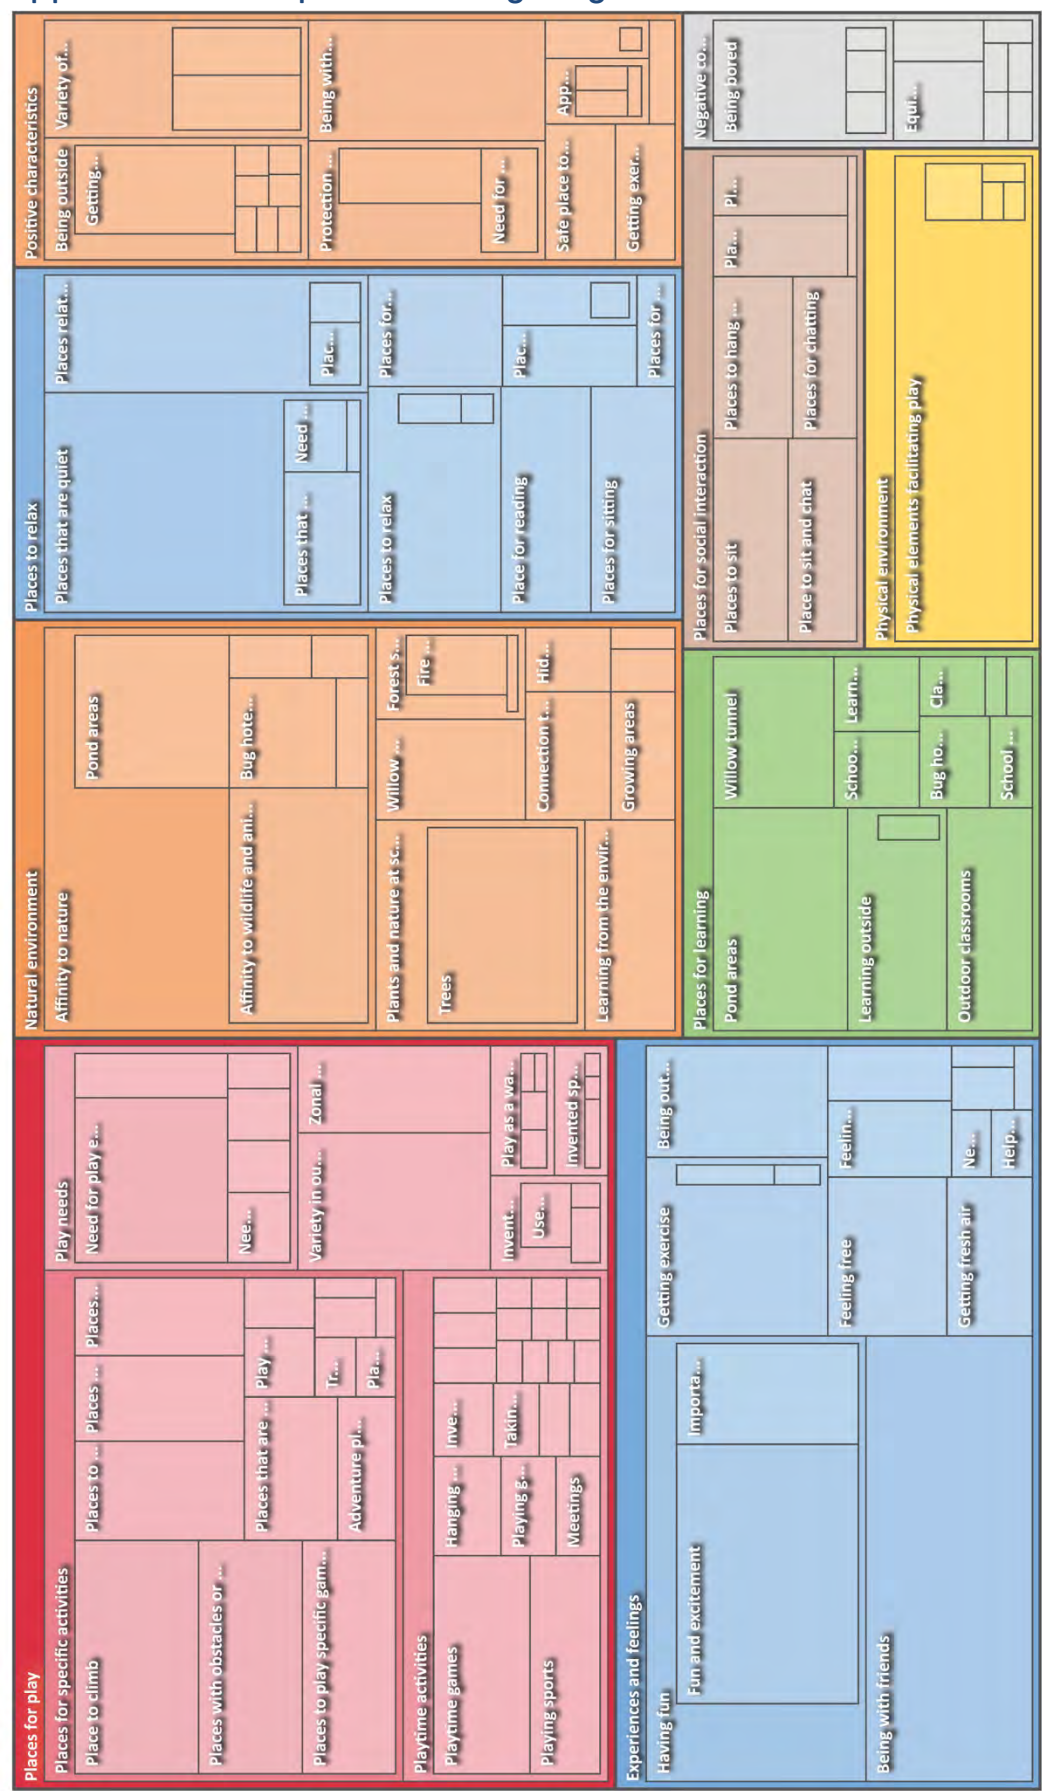 Places for play
Places for specific activities
Place to climb
Places with obstacles or ...
Places to play specific gam...
Places to ...
Places ...
Places...
Places that are ...
Adventure pl...
Play ...
Tr...
Pla...
Playtime activities
Playtime games
Playing sports
Hanging ...
Playing g...
Meetings
Inve...
Takin...
Play needs
Need for play e...
Nee...
Variety in ou...
Zonal ...
Invent...
Use...
Play as a wa...
Invented sp...
Experiences and feelings
Having fun
Fun and excitement
Importa...
Being with friends
Getting exercise
Being out...
Feeling free
Getting fresh air
Feelin...
Ne...
Help...
Natural environment
Affinity to nature
Pond areas
Affinity to wildlife and ani...
Bug hote...
Plants and nature at sc...
Trees
Learning from the envir...
Willow ...
Forest s...
Fire ...
Connection t...
Hid...
Growing areas
Places for learning
Pond areas
Learning outside
Outdoor classrooms
Willow tunnel
Schoo...
Learn...
Bug ho...
Cla...
School ...
Places to relax
Places that are quiet
Places that ...
Need ...
Places relat...
Plac...
Places to relax
Place for reading
Places for sitting
Places for...
Plac...
Places for ...
Places for social interaction
Places to sit
Place to sit and chat
Places to hang ...
Places for chatting
Pla...
Pl...
Physical environment
Physical elements facilitating play
Positive characteristics
Being outside
Getting...
Variety of...
Protection ...
Need for ...
Being with...
Safe place to...
Getting exer...
App...
Negative co...
Being bored
Equi...